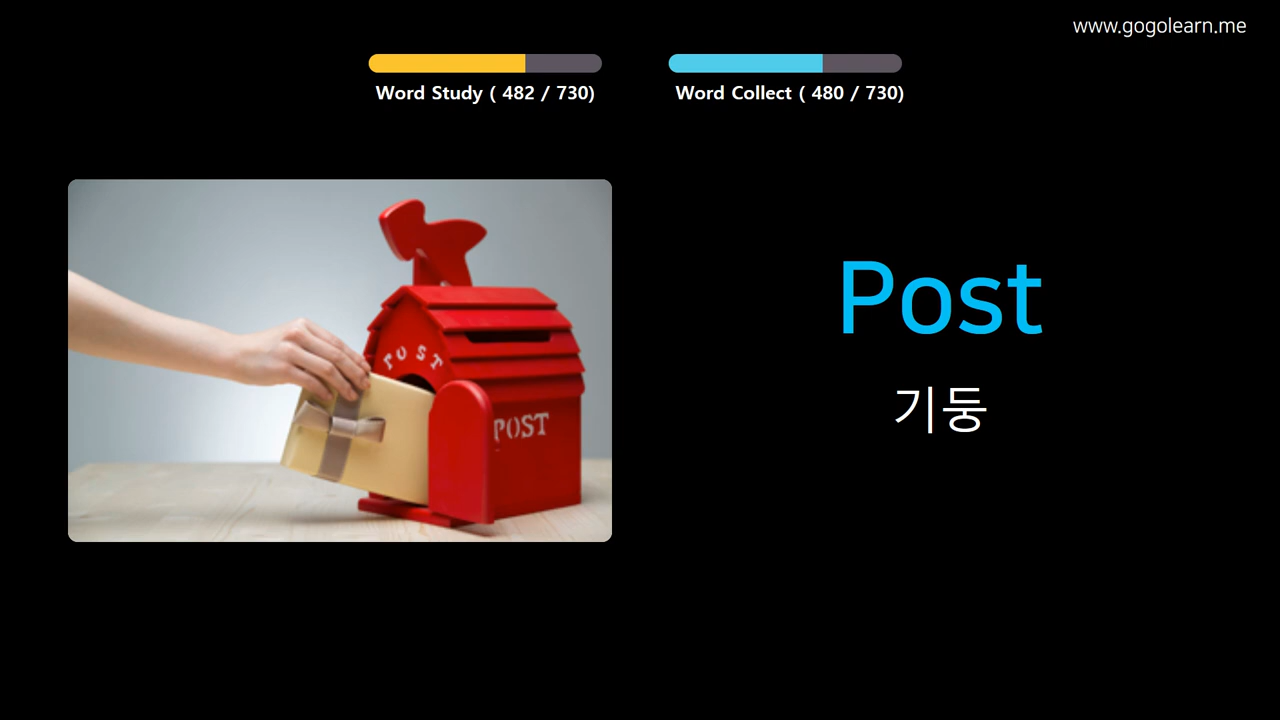 www.gogolearn.me
Word Study ( 482 / 730)
Word Collect ( 480 / 730)
POST
POST
Post
기둥